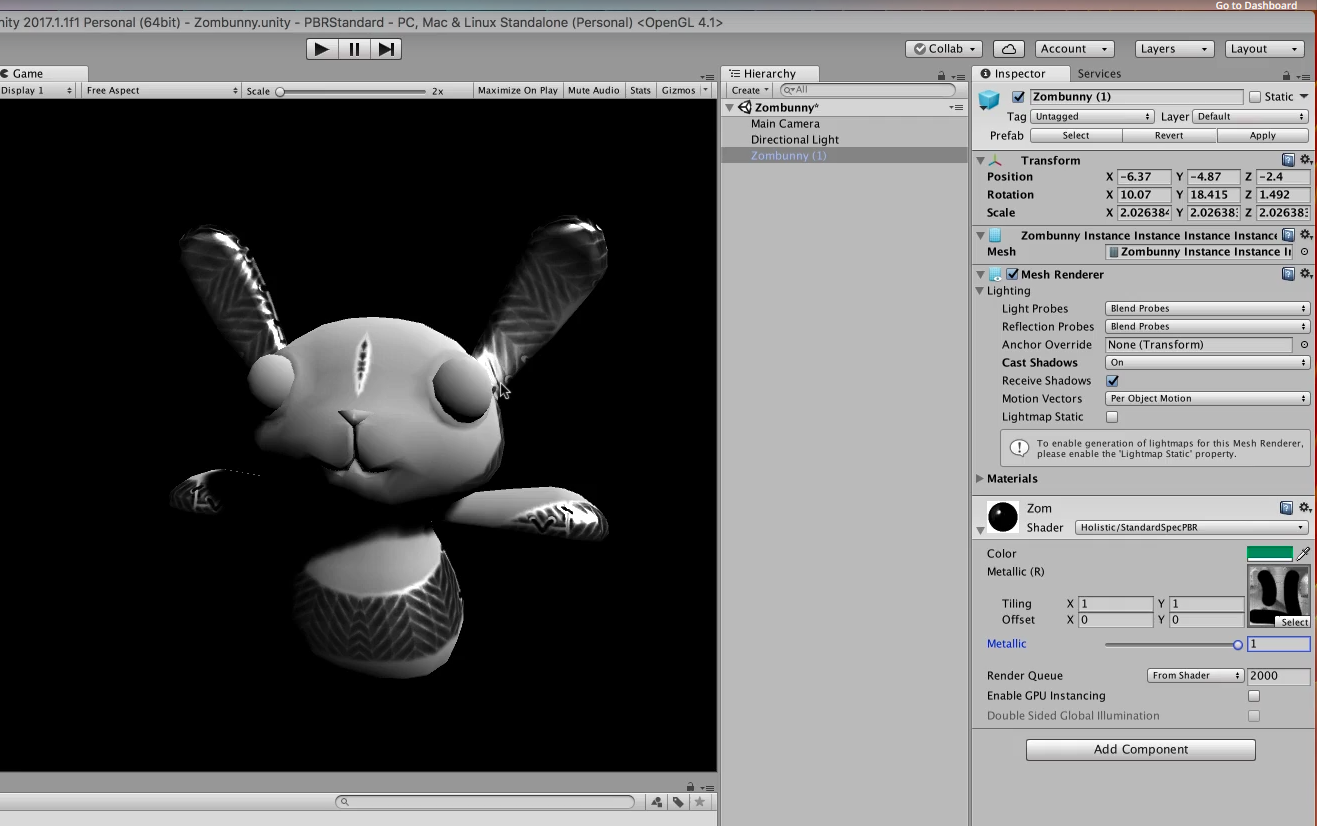 Go to Dashboard
nity 2017.1.1f1 Personal (64bit) - Zombunny.unity - PBRStandard - PC, Mac & Linux Standalone (Personal) <OpenGL 4.1>
Collab Account Layers Layout
Game
Display 1 Free Aspect Scale 2x Maximize On Play Mute Audio Stats Gizmos
Hierarchy
Create All
Zombunny*
Main Camera
Directional Light
Zombunny (1)
Inspector Services
Zombunny (1) Static
Tag Untagged Layer Default
Prefab Select Revert Apply
Transform
Position X -6.37 Y -4.87 Z -2.4
Rotation X 10.07 Y 18.415 Z 1.492
Scale X 2.026384 Y 2.02638 Z 2.02638
Zombunny Instance Instance Instance Instance
Mesh Zombunny Instance Instance I
Mesh Renderer
Lighting
Light Probes Blend Probes
Reflection Probes Blend Probes
Anchor Override None (Transform)
Cast Shadows On
Receive Shadows
Motion Vectors Per Object Motion
Lightmap Static
To enable generation of lightmaps for this Mesh Renderer,
please enable the 'Lightmap Static' property.
Materials
Zom
Shader Holistic/StandardSpecPBR
Color
Metallic (R)
Tiling X 1 Y 1
Offset X 0 Y 0
Select
Metallic 1
Render Queue From Shader 2000
Enable GPU Instancing
Double Sided Global Illumination
Add Component